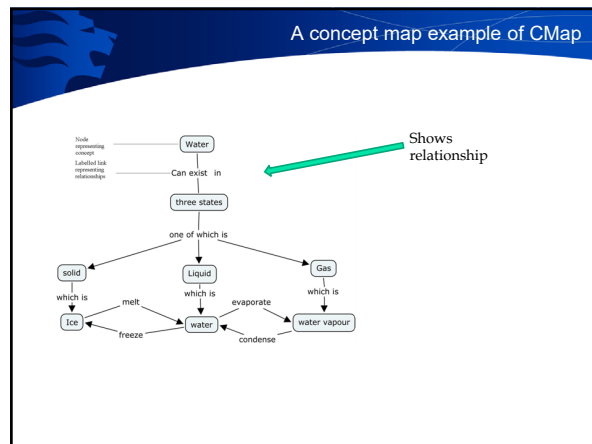 A concept map example of CMap
Node
representing
concept
Water
Shows
relationship
Labelled link
representing
relationships
Can exist in
three states
one of which is
solid
Liquid
Gas
which is
which is
which is
melt
evaporate
Ice
water
water vapour
freeze
condense